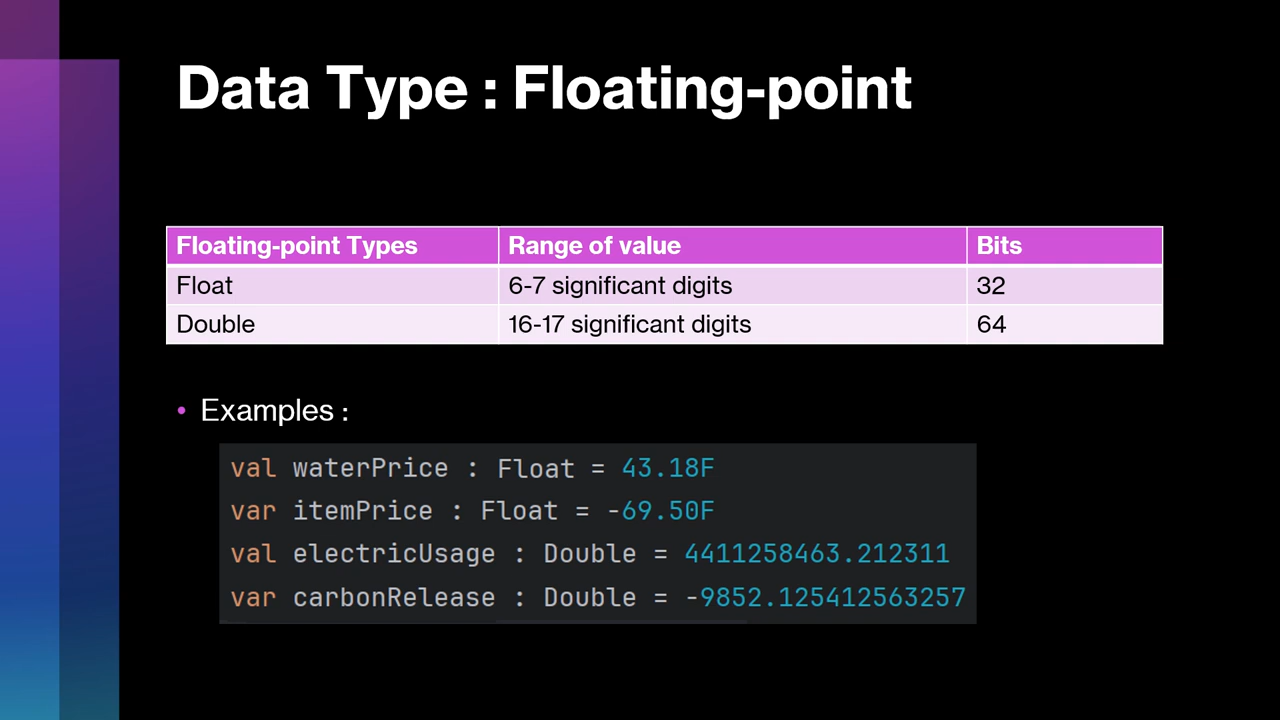 Data Type : Floating-point
Floating-point Types Range of value Bits
Float 6-7 significant digits 32
Double 16-17 significant digits 64
• Examples :
val waterPrice : Float = 43.18F
var itemPrice : Float = -69.50F
val electricUsage : Double = 4411258463.212311
var carbonRelease : Double = -9852.125412563257